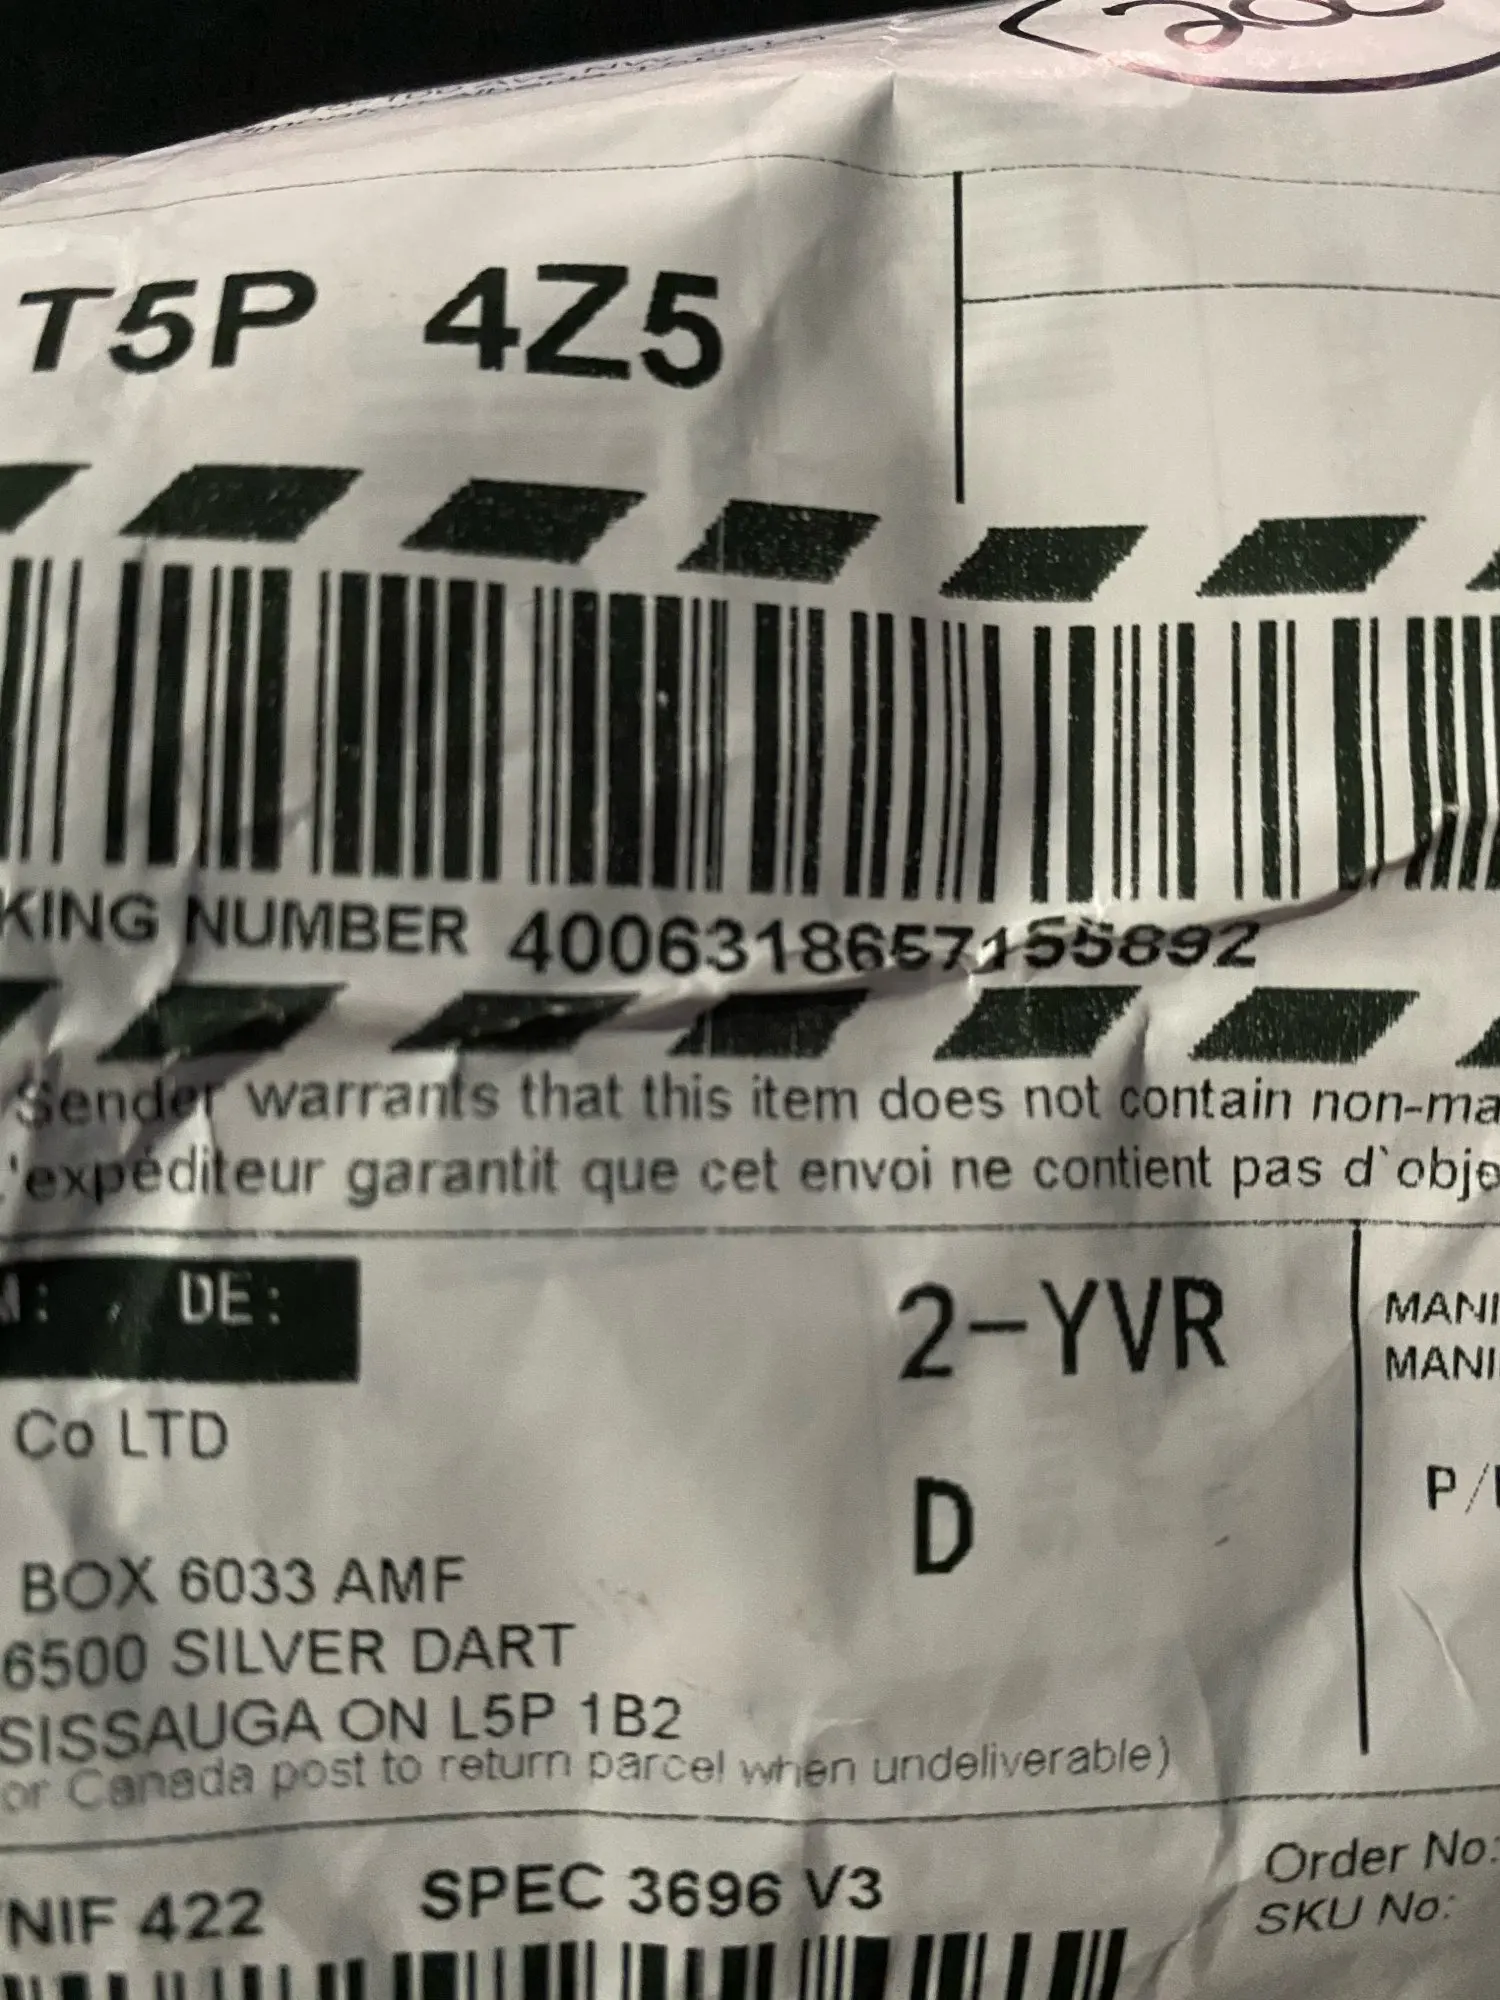 T5P 4Z5
KING NUMBER 4006318657155892
Sender warrants that this item does not contain non-ma
'expéditeur garantit que cet envoi ne contient pas d`obje
M: DE:
2-YVR
MANI
MANI
Co LTD
D
P/
BOX 6033 AMF
6500 SILVER DART
SISSAUGA ON L5P 1B2
or Canada post to return parcel when undeliverable)
NIF 422
SPEC 3696 V3
Order No:
SKU No: